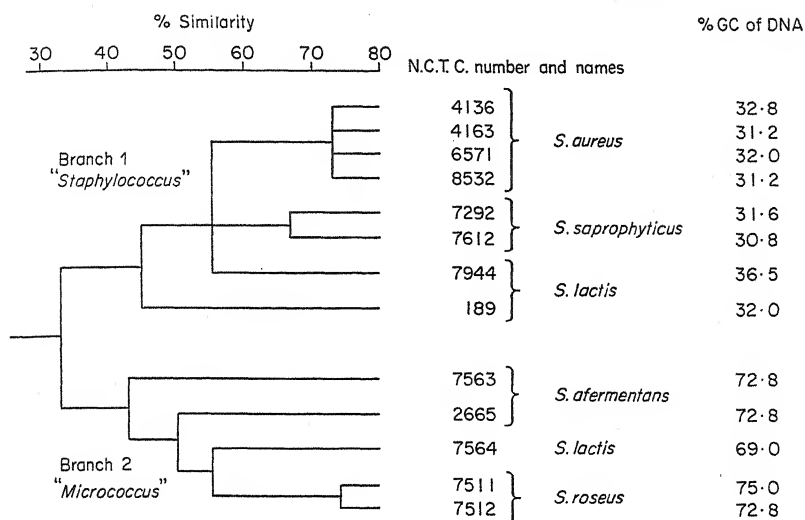 % Similarity %GC of DNA
30 40 50 60 70 80
N.C.T.C. number and names
4136 32·8
4163 S. aureus 31·2
6571 32·0
Branch 1
"Staphylococcus"
8532 31·2
7292 31·6
7612 S. saprophyticus 30·8
7944 36·5
S. lactis
189 32·0
7563 72·8
S. afermentans
2665 72·8
7564 S. lactis 69·0
Branch 2
"Micrococcus"
7511 75·0
S. roseus
7512 72·8